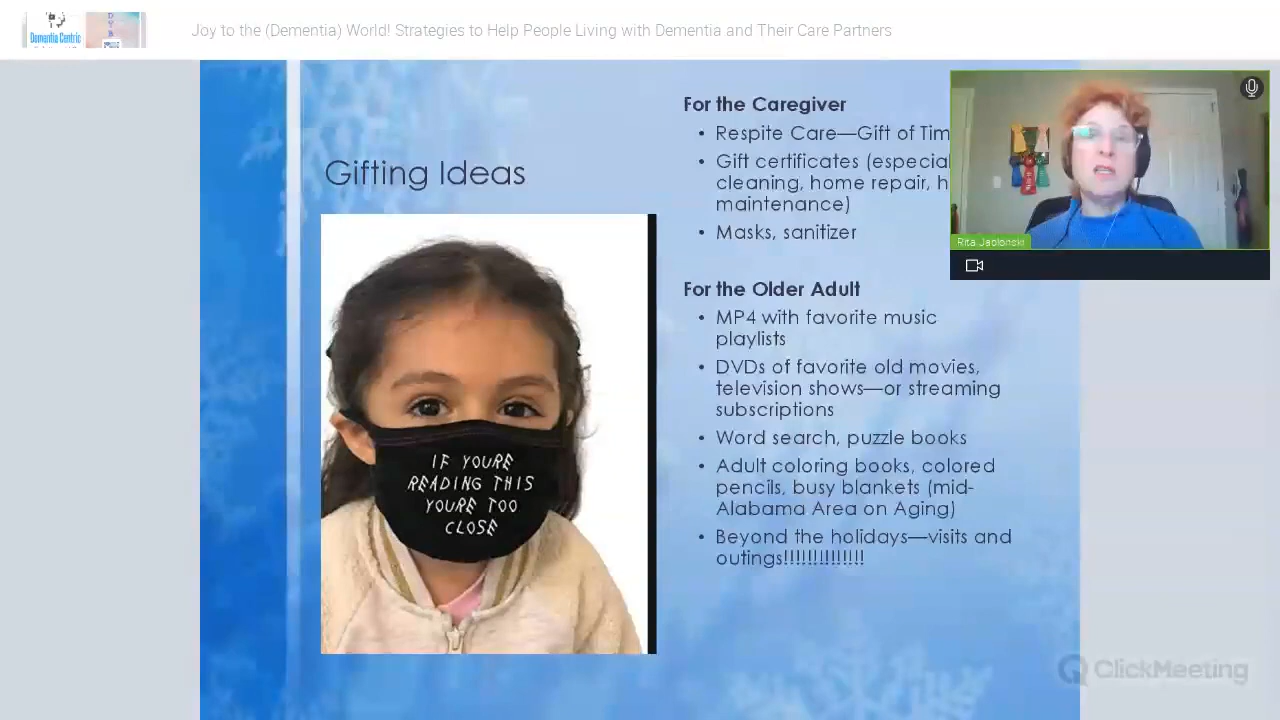 Dementia Centric
Joy to the (Dementia) World! Strategies to Help People Living with Dementia and Their Care Partners
Gifting Ideas
IF YOURE
READING THIS
YOURE TOO
CLOSE
For the Caregiver
• Respite Care—Gift of Tim
• Gift certificates (especial
cleaning, home repair, h
maintenance)
• Masks, sanitizer
For the Older Adult
• MP4 with favorite music
playlists
• DVDs of favorite old movies,
television shows—or streaming
subscriptions
• Word search, puzzle books
• Adult coloring books, colored
pencils, busy blankets (mid-
Alabama Area on Aging)
• Beyond the holidays—visits and
outings!!!!!!!!!!!!!!
Rita Jablonski
ClickMeeting